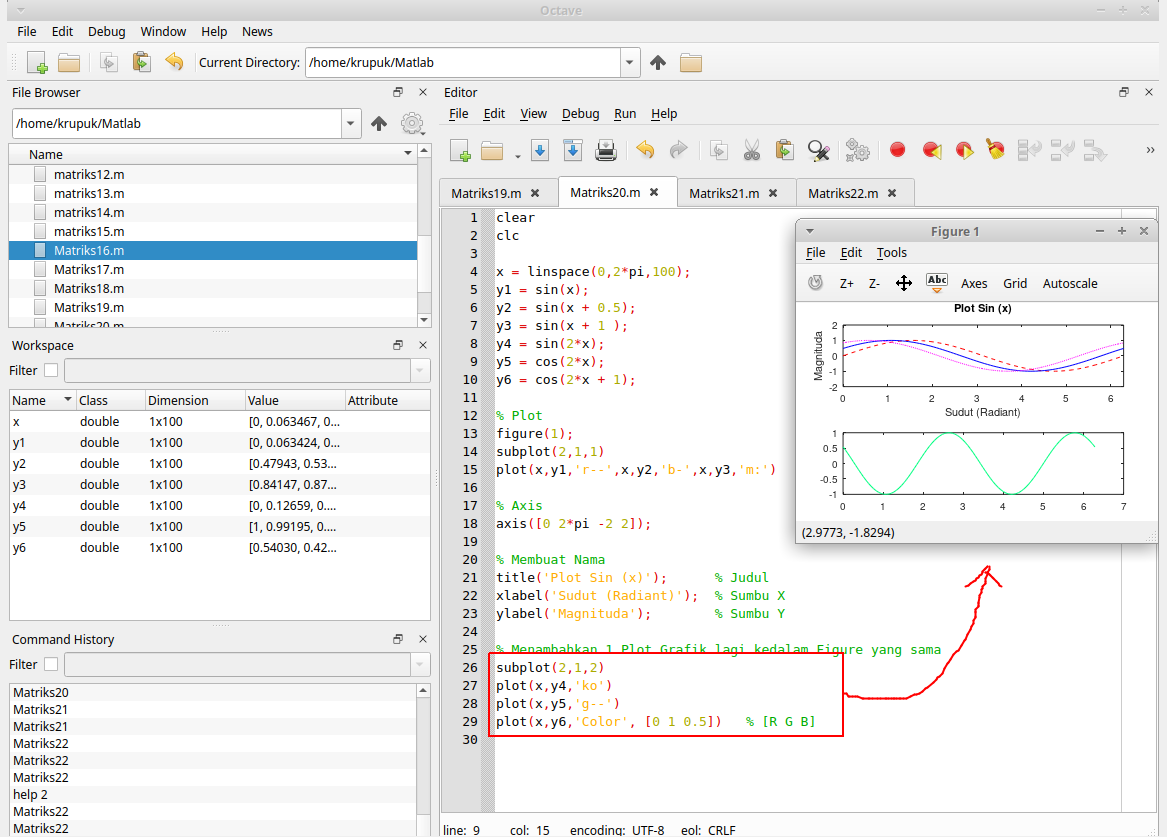 Octave
File Edit Debug Window Help News
Current Directory: /home/krupuk/Matlab
File Browser
/home/krupuk/Matlab
Name
matriks12.m
matriks13.m
matriks14.m
matriks15.m
Matriks16.m
Matriks17.m
Matriks18.m
Matriks19.m
Matriks20.m
Workspace
Filter
Name Class Dimension Value Attribute
x double 1x100 [0, 0.063467, 0...
y1 double 1x100 [0, 0.063424, 0...
y2 double 1x100 [0.47943, 0.53...
y3 double 1x100 [0.84147, 0.87...
y4 double 1x100 [0, 0.12659, 0....
y5 double 1x100 [1, 0.99195, 0....
y6 double 1x100 [0.54030, 0.42...
Command History
Filter
Matriks20
Matriks21
Matriks21
Matriks22
Matriks22
Matriks22
help 2
Matriks22
Matriks22
Editor
File Edit View Debug Run Help
Matriks19.m Matriks20.m Matriks21.m Matriks22.m
1 clear
2 clc
3
4 x = linspace(0,2*pi,100);
5 y1 = sin(x);
6 y2 = sin(x + 0.5);
7 y3 = sin(x + 1 );
8 y4 = sin(2*x);
9 y5 = cos(2*x);
10 y6 = cos(2*x + 1);
11
12 % Plot
13 figure(1);
14 subplot(2,1,1)
15 plot(x,y1,'r--',x,y2,'b-',x,y3,'m:')
16
17 % Axis
18 axis([0 2*pi -2 2]);
19
20 % Membuat Nama
21 title('Plot Sin (x)'); % Judul
22 xlabel('Sudut (Radiant)'); % Sumbu X
23 ylabel('Magnituda'); % Sumbu Y
24
25 % Menambahkan 1 Plot Grafik lagi kedalam Figure yang sama
26 subplot(2,1,2)
27 plot(x,y4,'ko')
28 plot(x,y5,'g--')
29 plot(x,y6,'Color', [0 1 0.5]) % [R G B]
30
line: 9 col: 15 encoding: UTF-8 eol: CRLF
Figure 1
File Edit Tools
Z+ Z- Abc Axes Grid Autoscale
Plot Sin (x)
Magnituda
2
1
0
-1
-2
0 1 2 3 4 5 6
Sudut (Radiant)
1
0.5
0
-0.5
-1
0 1 2 3 4 5 6 7
(2.9773, -1.8294)